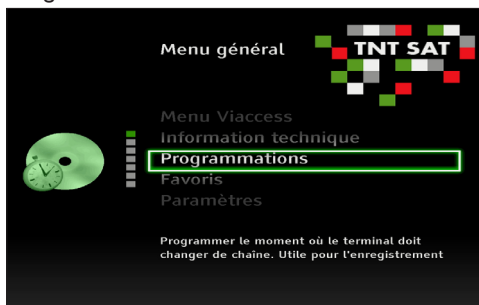 Menu général
TNT SAT
Menu Viaccess
Information technique
Programmations
Favoris
Paramètres
Programmer le moment où le terminal doit
changer de chaîne. Utile pour l'enregistrement